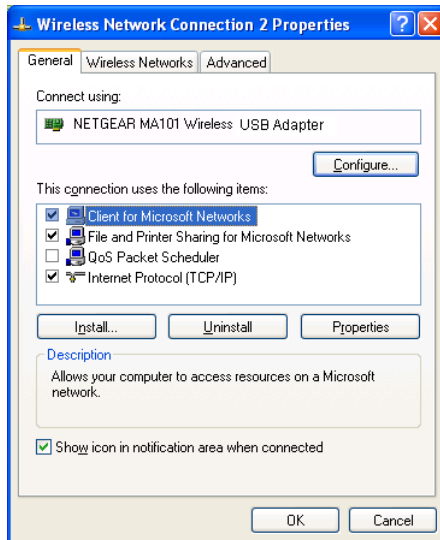 Wireless Network Connection 2 Properties
General Wireless Networks Advanced
Connect using:
NETGEAR MA101 Wireless USB Adapter
Configure...
This connection uses the following items:
Client for Microsoft Networks
File and Printer Sharing for Microsoft Networks
QoS Packet Scheduler
Internet Protocol (TCP/IP)
Install... Uninstall Properties
Description
Allows your computer to access resources on a Microsoft
network.
Show icon in notification area when connected
OK Cancel